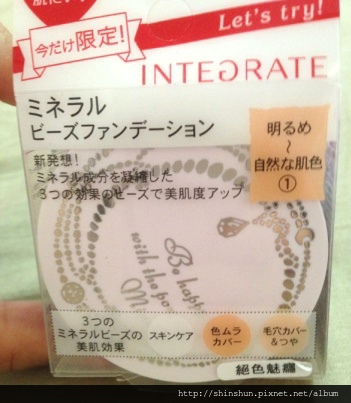 Let's try!
今だけ限定!
INTEGRATE
ミネラル
ビーズファンデーション
明るめ
〜
自然な肌色
①
新発想!
ミネラル成分を凝縮した
3つの効果のビーズで美肌度アップ
Be happy
with the
3つの
ミネラルビーズの
美肌効果
スキンケア
色ムラ
カバー
毛穴カバー
&つや
絕色魅癮
http://shinshun.pixnet.net/album